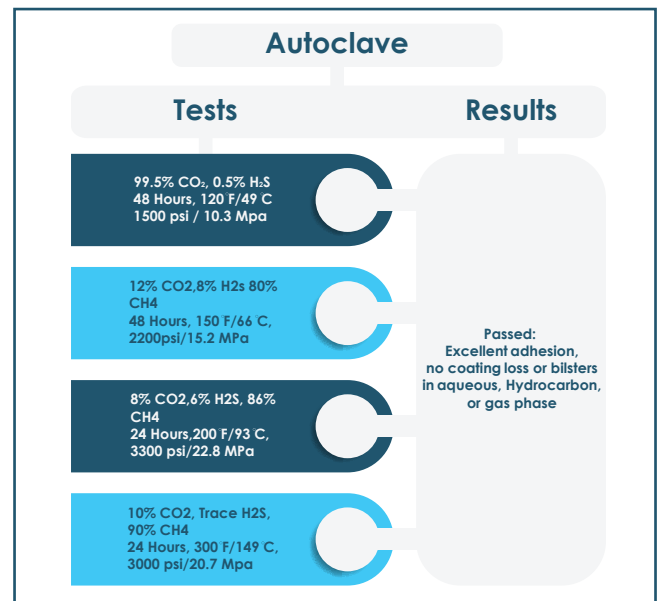 Autoclave
Tests
Results
99.5% CO₂, 0.5% H₂S
48 Hours, 120°F/49°C
1500 psi / 10.3 Mpa
12% CO2,8% H2s 80%
CH4
48 Hours, 150°F/66°C,
2200psi/15.2 MPa
8% CO2,6% H2S, 86%
CH4
24 Hours,200°F/93°C,
3300 psi/22.8 MPa
10% CO2, Trace H2S,
90% CH4
24 Hours, 300°F/149°C,
3000 psi/20.7 Mpa
Passed:
Excellent adhesion,
no coating loss or bilsters
in aqueous, Hydrocarbon,
or gas phase